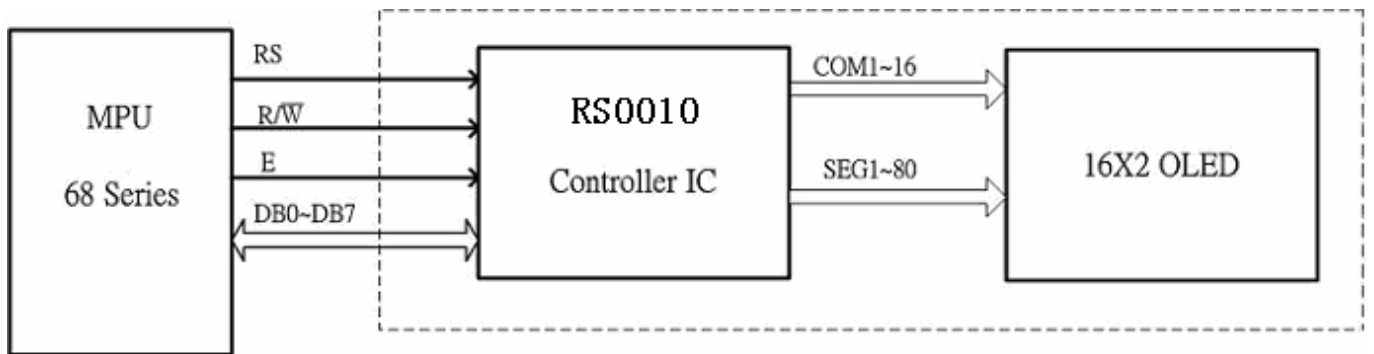 MPU
68 Series
RS
R/W̅
E
DB0~DB7
RS0010
Controller IC
COM1~16
SEG1~80
16X2 OLED